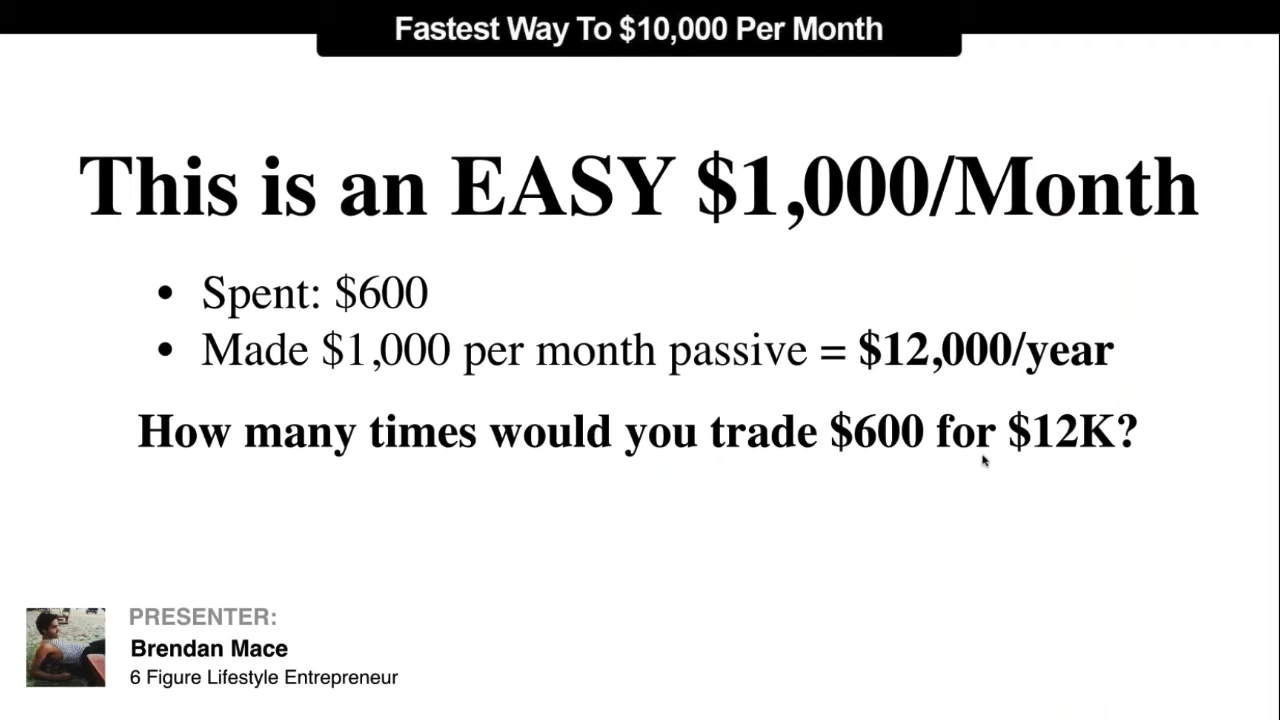 Fastest Way To $10,000 Per Month
This is an EASY $1,000/Month
• Spent: $600
• Made $1,000 per month passive = $12,000/year
How many times would you trade $600 for $12K?
PRESENTER:
Brendan Mace
6 Figure Lifestyle Entrepreneur